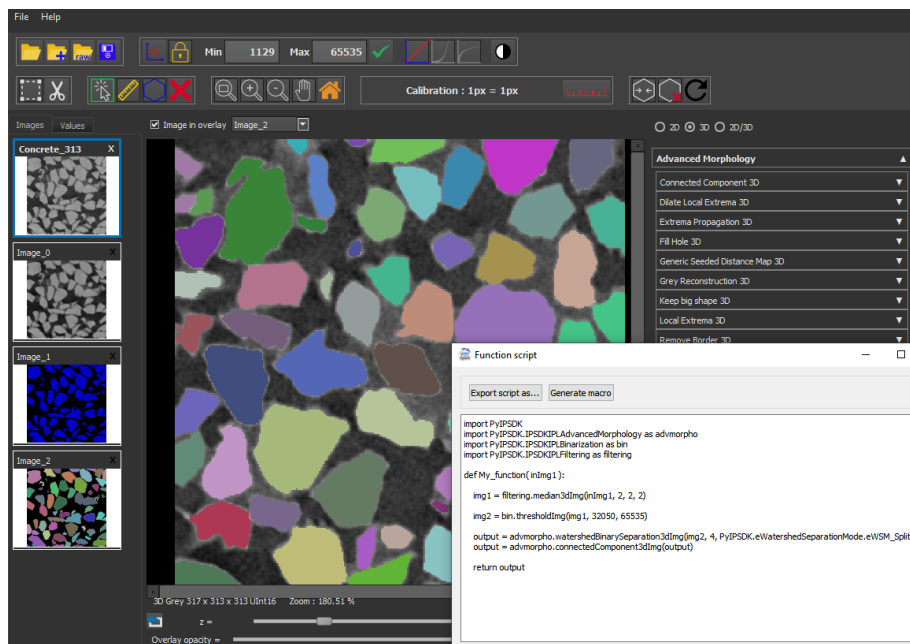 File Help
raw
Min 1129 Max 65535
Calibration : 1px = 1px
Images Values
Image in overlay Image_2
2D 3D 2D/3D
Concrete_313 X
Advanced Morphology
Connected Component 3D
Dilate Local Extrema 3D
Extrema Propagation 3D
Image_0 X
Fill Hole 3D
Generic Seeded Distance Map 3D
Grey Reconstruction 3D
Keep big shape 3D
Local Extrema 3D
Remove Border 3D
Image_1 X
Function script
Export script as... Generate macro
import PyIPSDK
import PyIPSDK.IPSDKIPLAdvancedMorphology as advmorpho
import PyIPSDK.IPSDKIPLBinarization as bin
import PyIPSDK.IPSDKIPLFiltering as filtering
Image_2 X
def My_function( inImg1 ):
img1 = filtering.median3dImg(inImg1, 2, 2, 2)
img2 = bin.thresholdImg(img1, 32050, 65535)
output = advmorpho.watershedBinarySeparation3dImg(img2, 4, PyIPSDK.eWatershedSeparationMode.eWSM_Split
output = advmorpho.connectedComponent3dImg(output)
return output
3D Grey 317 x 313 x 313 UInt16 Zoom : 180.51 %
z =
Overlay opacity =